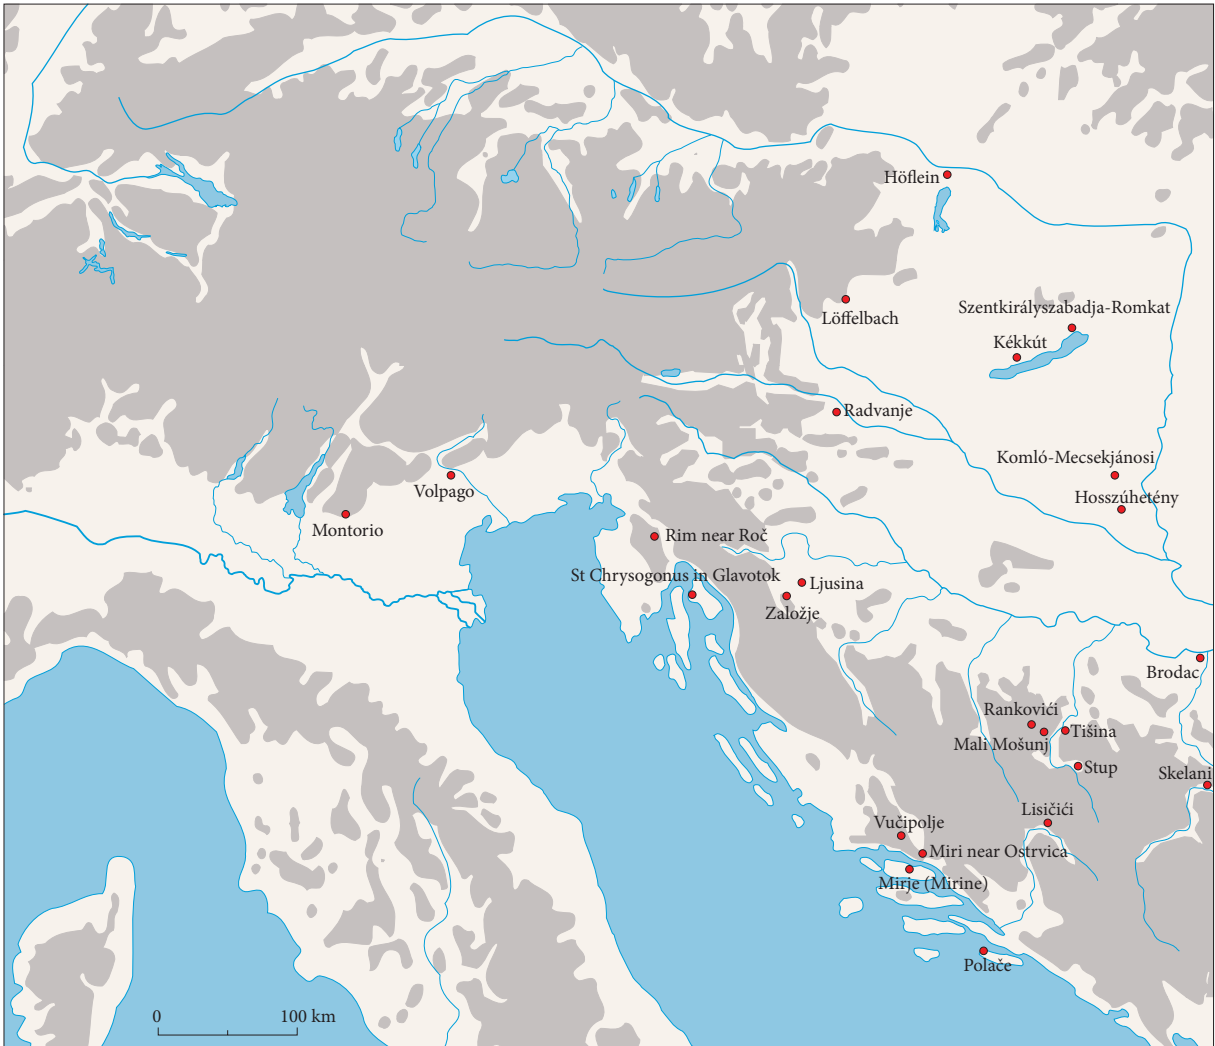 Höflein
Löffelbach
Szentkirályszabadja-Romkat
Kékkút
Radvanje
Komló-Mecsekjánosi
Volpago
Hosszúhetény
Montorio
Rim near Roč
St Chrysogonus in Glavotok
Ljusina
Založje
Brodac
Rankovići
Tišina
Mali Mošunj
Stup
Skelani
Lisičići
Vučipolje
Miri near Ostrvica
Mirje (Mirine)
Polače
0 100 km